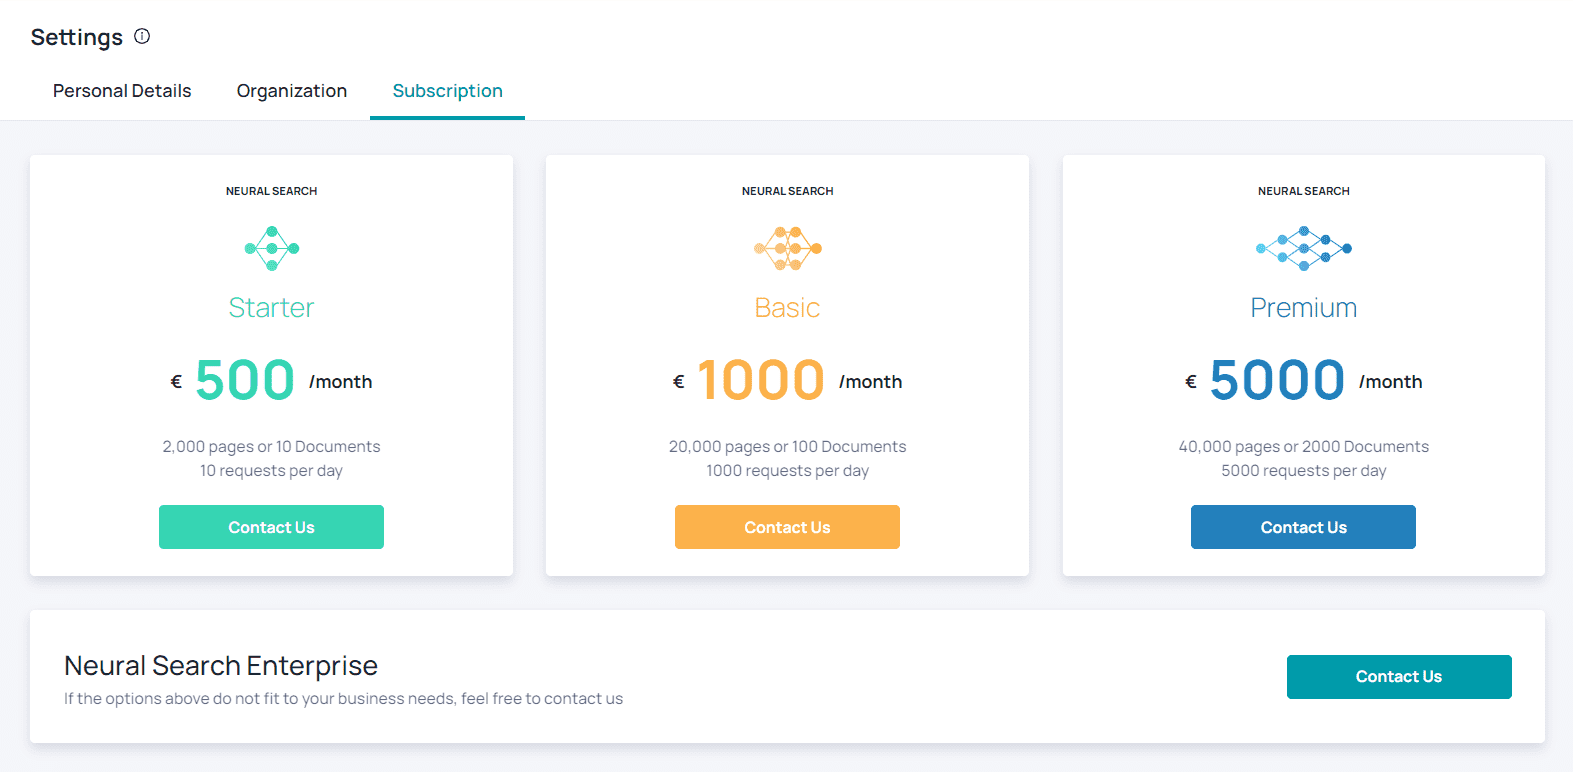 Settings
Personal Details
Organization
Subscription
NEURAL SEARCH
Starter
€ 500 /month
2,000 pages or 10 Documents
10 requests per day
Contact Us
NEURAL SEARCH
Basic
€ 1000 /month
20,000 pages or 100 Documents
1000 requests per day
Contact Us
NEURAL SEARCH
Premium
€ 5000 /month
40,000 pages or 2000 Documents
5000 requests per day
Contact Us
Neural Search Enterprise
If the options above do not fit to your business needs, feel free to contact us
Contact Us